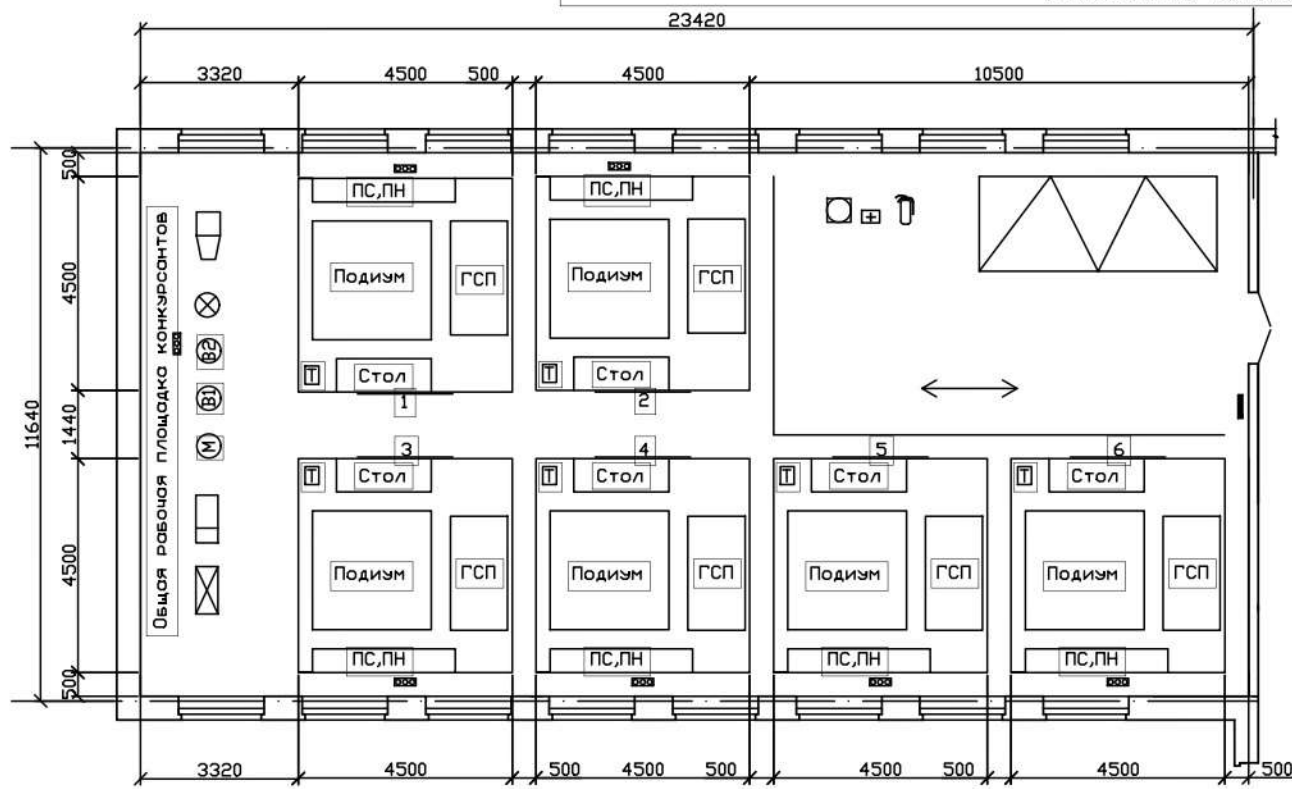 23420
3320 4500 500 4500 10500
500
4500
1440
4500
500
11640
Общая рабочая площадка конкурсантов
В2
В1
М
ПС,ПН
Подиум
ГСП
Т
Стол
1
ПС,ПН
Подиум
ГСП
Т
Стол
2
3
Т
Стол
Подиум
ГСП
ПС,ПН
4
Т
Стол
Подиум
ГСП
ПС,ПН
5
Т
Стол
Подиум
ГСП
ПС,ПН
6
Т
Стол
Подиум
ГСП
ПС,ПН
3320 4500 500 4500 500 4500 500 4500 500